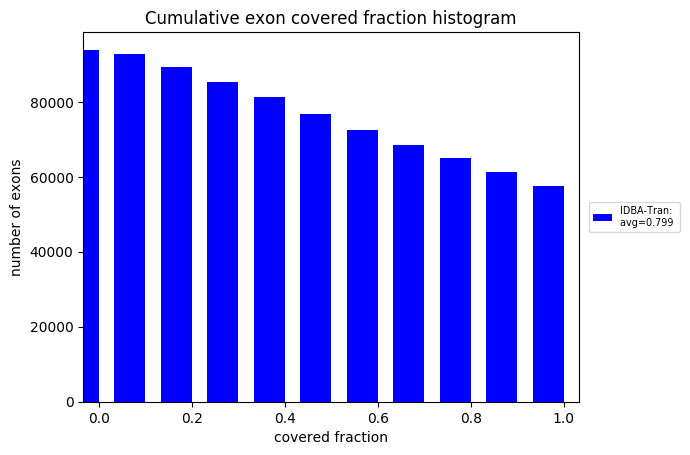 Cumulative exon covered fraction histogram
number of exons
80000
60000
40000
20000
0
0.0 0.2 0.4 0.6 0.8 1.0
covered fraction
IDBA-Tran:
avg=0.799